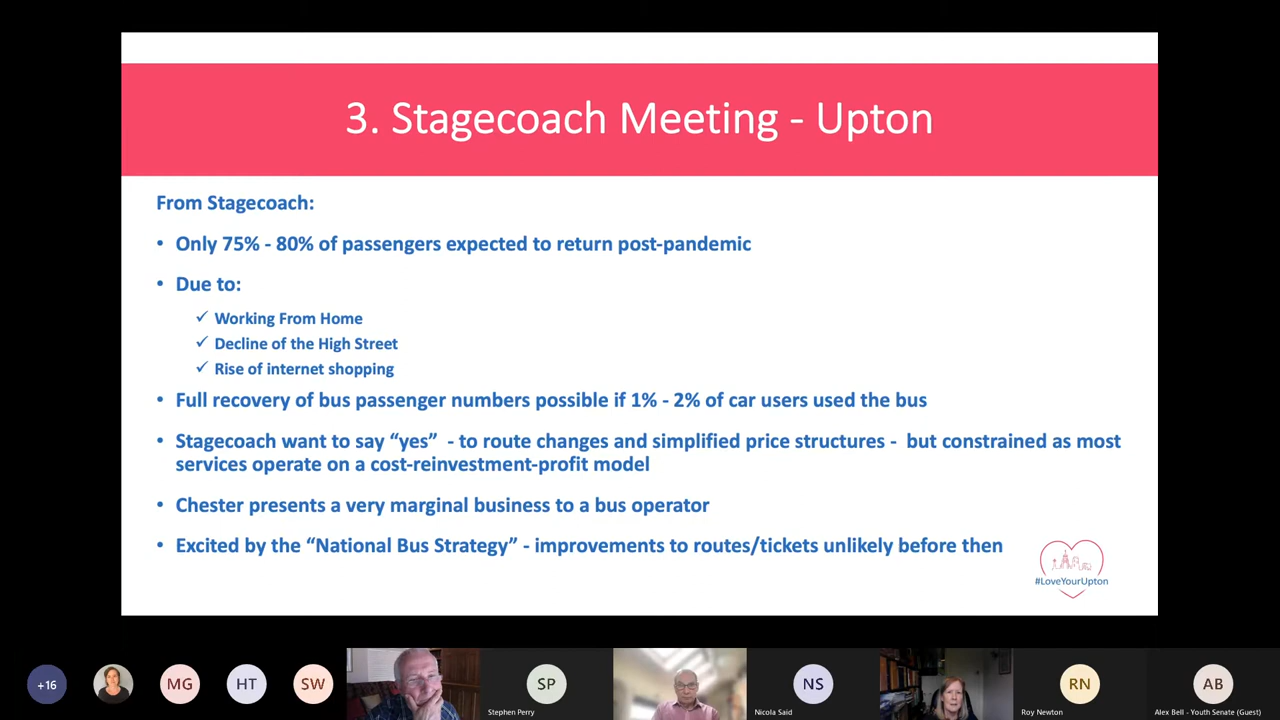 3. Stagecoach Meeting - Upton
From Stagecoach:
• Only 75% - 80% of passengers expected to return post-pandemic
• Due to:
✓ Working From Home
✓ Decline of the High Street
✓ Rise of internet shopping
• Full recovery of bus passenger numbers possible if 1% - 2% of car users used the bus
• Stagecoach want to say “yes” - to route changes and simplified price structures - but constrained as most
services operate on a cost-reinvestment-profit model
• Chester presents a very marginal business to a bus operator
• Excited by the “National Bus Strategy” - improvements to routes/tickets unlikely before then
#LoveYourUpton
+16
MG
HT
SW
SP
Stephen Perry
NS
Nicola Said
RN
Roy Newton
AB
Alex Bell - Youth Senate (Guest)